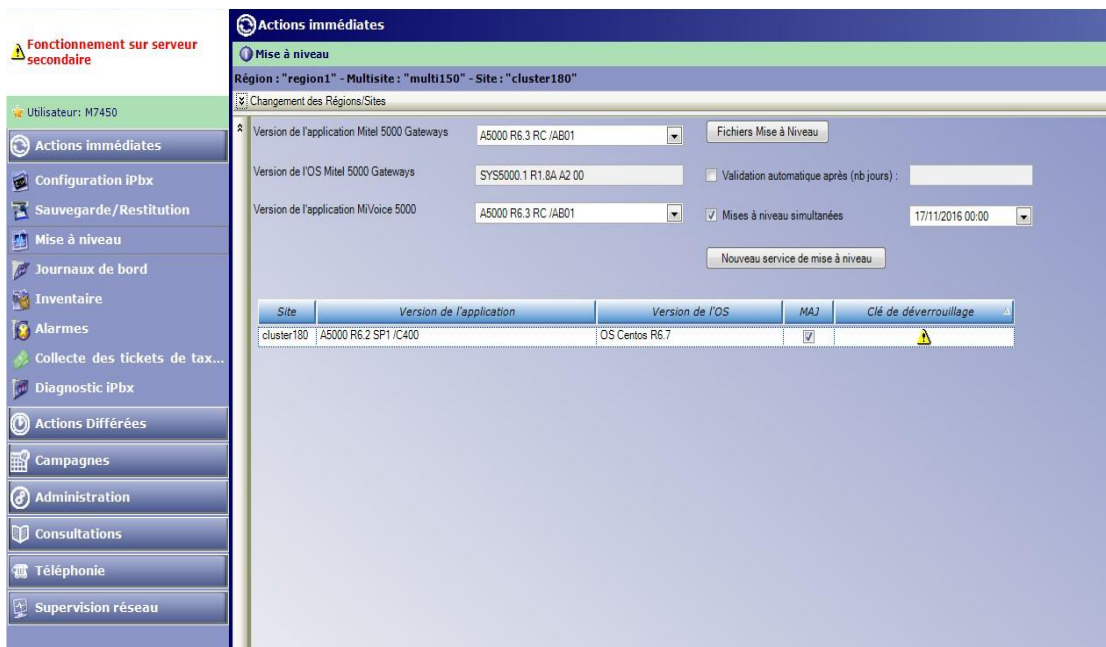 Fonctionnement sur serveur
secondaire
Utilisateur: M7450
Actions immédiates
Configuration iPbx
Sauvegarde/Restitution
Mise à niveau
Journaux de bord
Inventaire
Alarmes
Collecte des tickets de tax...
Diagnostic iPbx
Actions Différées
Campagnes
Administration
Consultations
Téléphonie
Supervision réseau
Actions immédiates
Mise à niveau
Région : "region1" - Multisite : "multi150" - Site : "cluster180"
Changement des Régions/Sites
Version de l'application Mitel 5000 Gateways A5000 R6.3 RC /AB01 Fichiers Mise à Niveau
Version de l'OS Mitel 5000 Gateways SYS5000.1 R1.8A A2 00 Validation automatique après (nb jours) :
Version de l'application MiVoice 5000 A5000 R6.3 RC /AB01 Mises à niveau simultanées 17/11/2016 00:00
Nouveau service de mise à niveau
Site Version de l'application Version de l'OS MAJ Clé de déverrouillage
cluster180 A5000 R6.2 SP1 /C400 OS Centos R6.7